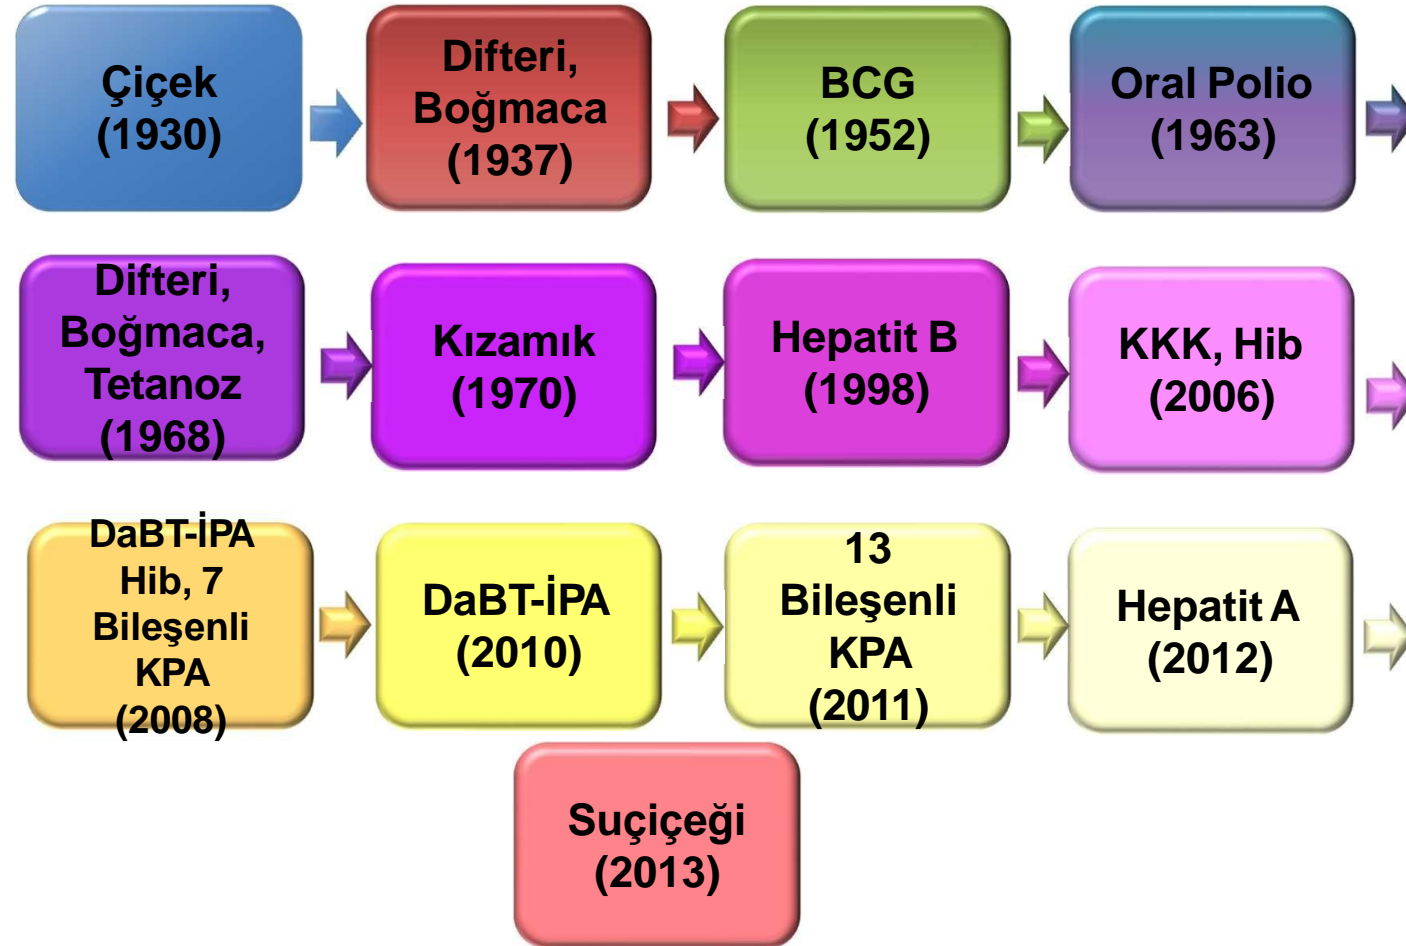 Çiçek
(1930)
Difteri,
Boğmaca
(1937)
BCG
(1952)
Oral Polio
(1963)
Difteri,
Boğmaca,
Tetanoz
(1968)
Kızamık
(1970)
Hepatit B
(1998)
KKK, Hib
(2006)
DaBT-İPA
Hib, 7
Bileşenli
KPA
(2008)
DaBT-İPA
(2010)
13
Bileşenli
KPA
(2011)
Hepatit A
(2012)
Suçiçeği
(2013)